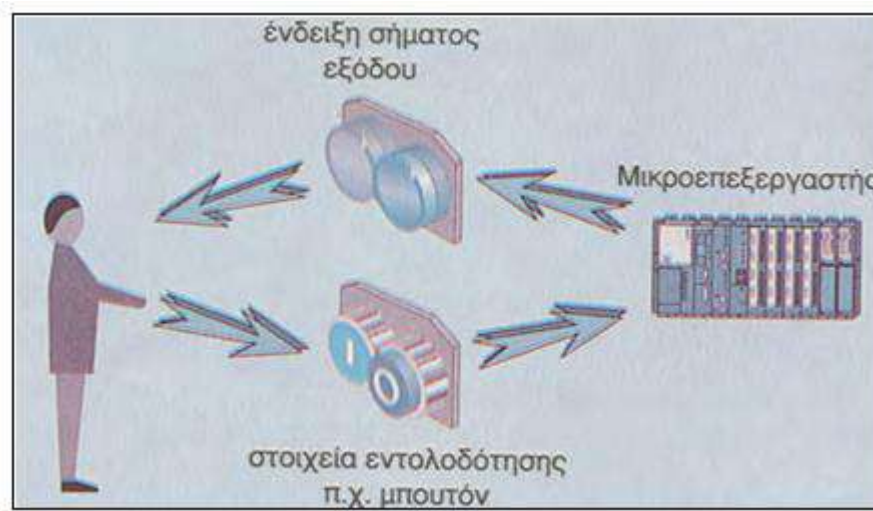 ένδειξη σήματος
εξόδου
Μικροεπεξεργαστής
στοιχεία εντολοδότησης
π.χ. μπουτόν